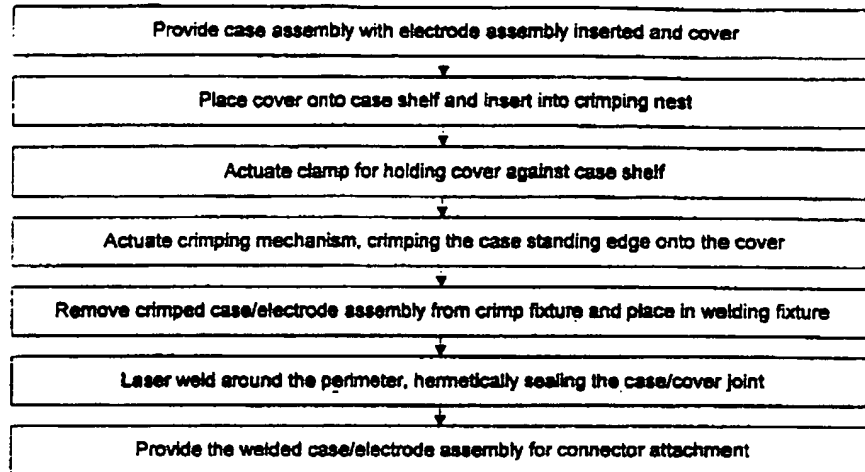 Provide case assembly with electrode assembly inserted and cover
Place cover onto case shelf and insert into crimping nest
Actuate clamp for holding cover against case shelf
Actuate crimping mechanism, crimping the case standing edge onto the cover
Remove crimped case/electrode assembly from crimp fixture and place in welding fixture
Laser weld around the perimeter, hermetically sealing the case/cover joint
Provide the welded case/electrode assembly for connector attachment